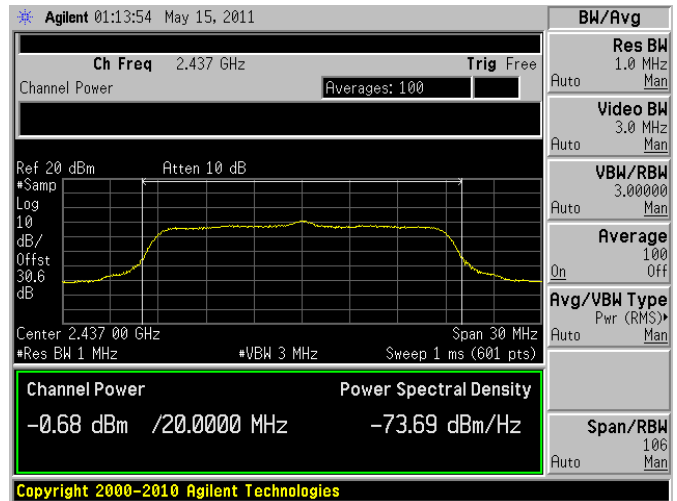 Agilent 01:13:54 May 15, 2011
BW/Avg
Ch Freq 2.437 GHz Trig Free
Channel Power Averages: 100
Res BW
1.0 MHz
Auto Man
Video BW
3.0 MHz
Auto Man
VBW/RBW
3.00000
Auto Man
Average
100
On Off
Avg/VBW Type
Pwr (RMS)
Auto Man
Span/RBW
106
Auto Man
Ref 20 dBm Atten 10 dB
#Samp
Log
10
dB/
Offst
30.6
dB
Center 2.437 00 GHz Span 30 MHz
#Res BW 1 MHz #VBW 3 MHz Sweep 1 ms (601 pts)
Channel Power Power Spectral Density
-0.68 dBm /20.0000 MHz -73.69 dBm/Hz
Copyright 2000-2010 Agilent Technologies